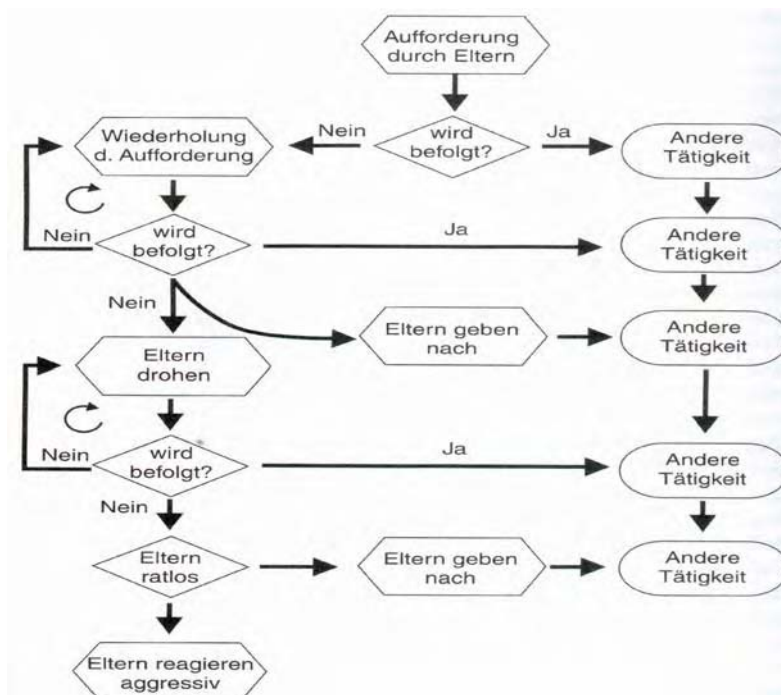 Aufforderung
durch Eltern
Wiederholung
d. Aufforderung
Nein
wird
befolgt?
Ja
Andere
Tätigkeit
Nein
wird
befolgt?
Ja
Andere
Tätigkeit
Nein
Eltern
drohen
Eltern geben
nach
Andere
Tätigkeit
Nein
wird
befolgt?
Ja
Andere
Tätigkeit
Nein
Eltern
ratlos
Eltern geben
nach
Andere
Tätigkeit
Eltern reagieren
aggressiv